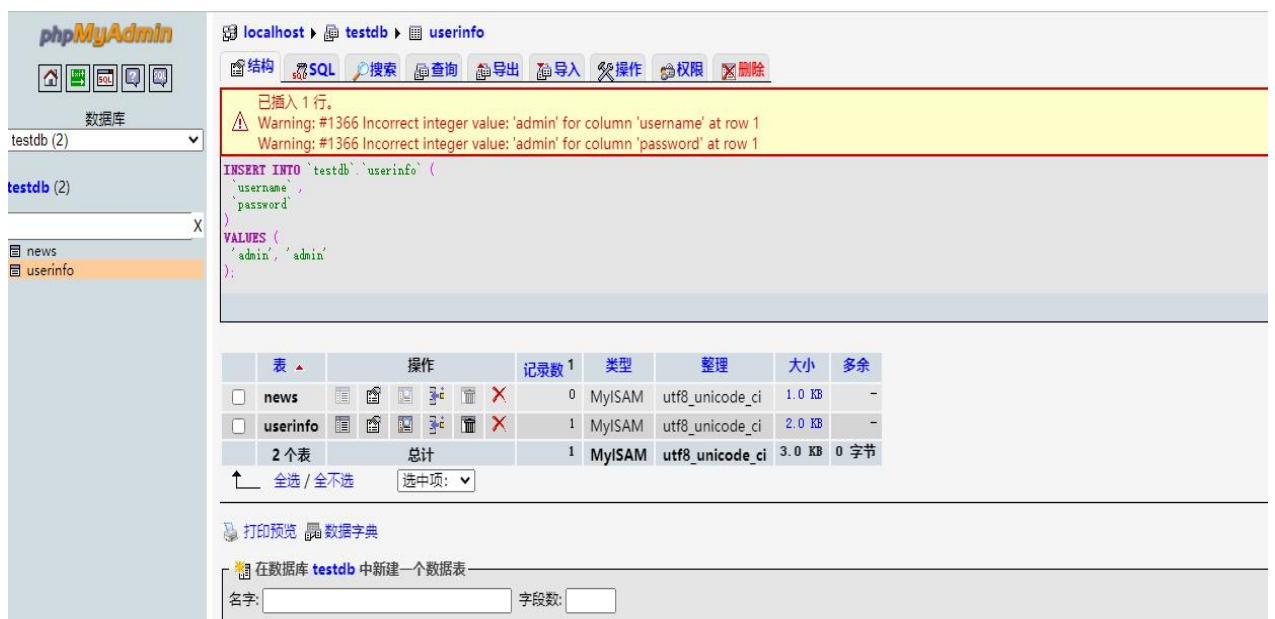 phpMyAdmin
数据库
testdb (2)
testdb (2)
X
news
userinfo
localhost ▸ testdb ▸ userinfo
结构 SQL 搜索 查询 导出 导入 操作 权限 删除
已插入 1 行。
Warning: #1366 Incorrect integer value: 'admin' for column 'username' at row 1
Warning: #1366 Incorrect integer value: 'admin' for column 'password' at row 1
INSERT INTO `testdb`.`userinfo` (
`username` ,
`password`
)
VALUES (
'admin', 'admin'
);
表 操作 记录数 1 类型 整理 大小 多余
news 0 MyISAM utf8_unicode_ci 1.0 KB -
userinfo 1 MyISAM utf8_unicode_ci 2.0 KB -
2 个表 总计 1 MyISAM utf8_unicode_ci 3.0 KB 0 字节
全选 / 全不选 选中项:
打印预览 数据字典
在数据库 testdb 中新建一个数据表
名字: 字段数: